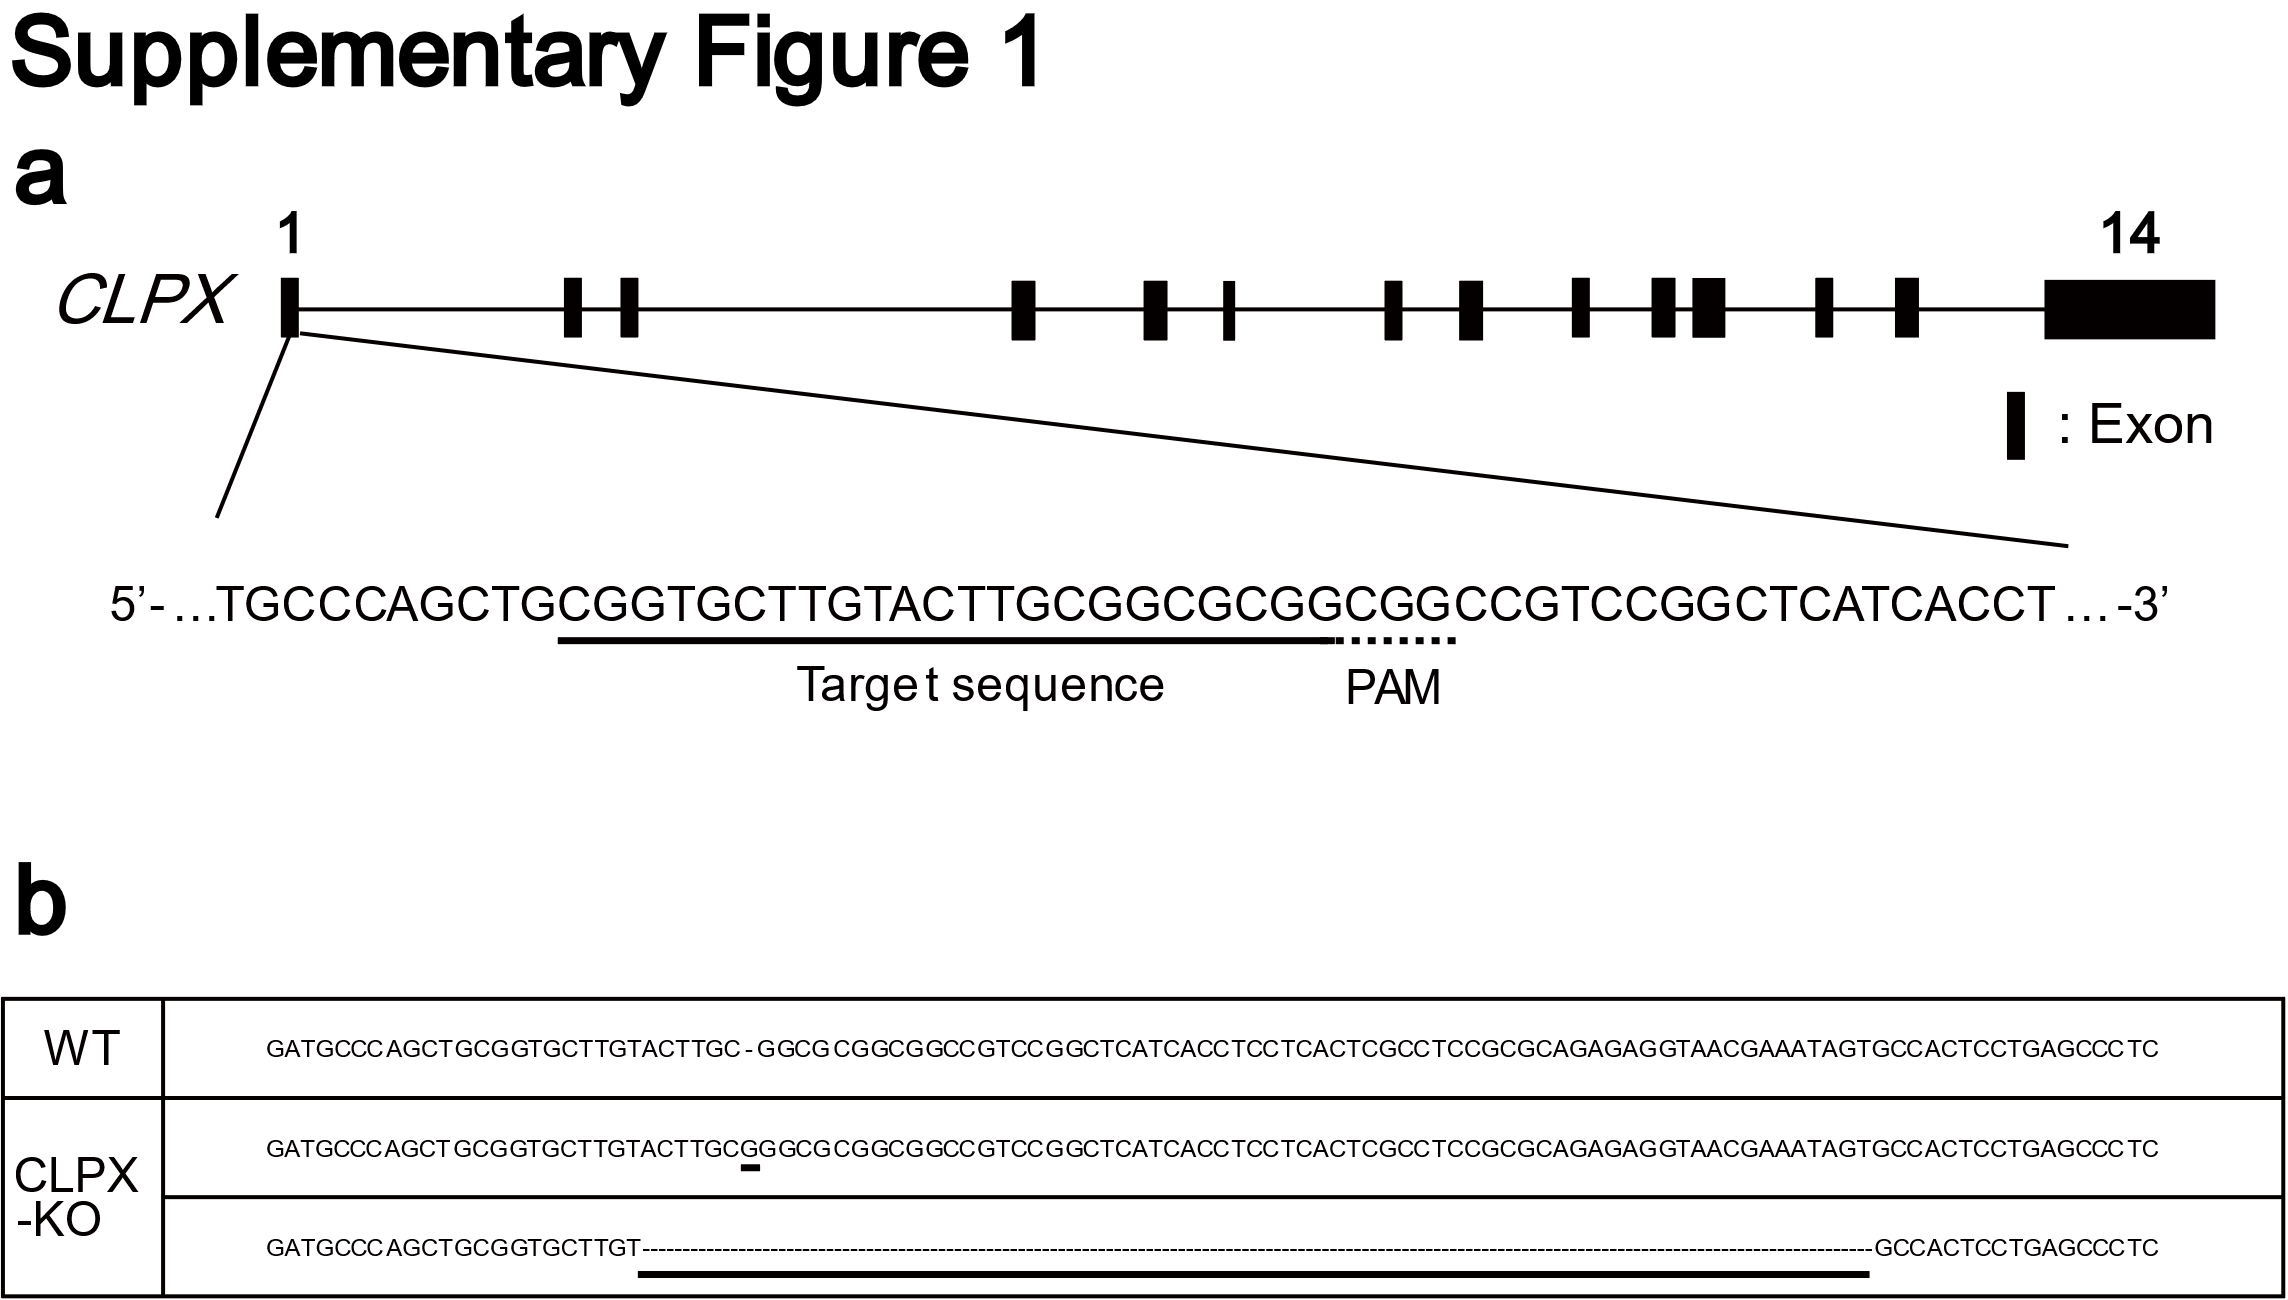 Supplementary Figure 1
a
1 14
CLPX
: Exon
5’- ...TGCCCAGCTGCGGTGCTTGTACTTGCGGCGCGGCGGCCGTCCGGCTCATCACCT... -3’
Target sequence PAM
b
WT GATGCCCAGCTGCGGTGCTTGTACTTGC-GGCGCGGCGGCCGTCCGGCTCATCACCTCCTCACTCGCCTCCGCGCAGAGAGGTAACGAAATAGTGCCACTCCTGAGCCCTC
CLPX
-KO
GATGCCCAGCTGCGGTGCTTGTACTTGCGGGCGCGGCGGCCGTCCGGCTCATCACCTCCTCACTCGCCTCCGCGCAGAGAGGTAACGAAATAGTGCCACTCCTGAGCCCTC
GATGCCCAGCTGCGGTGCTTGT------------------------------------------------------------------------GCCACTCCTGAGCCCTC